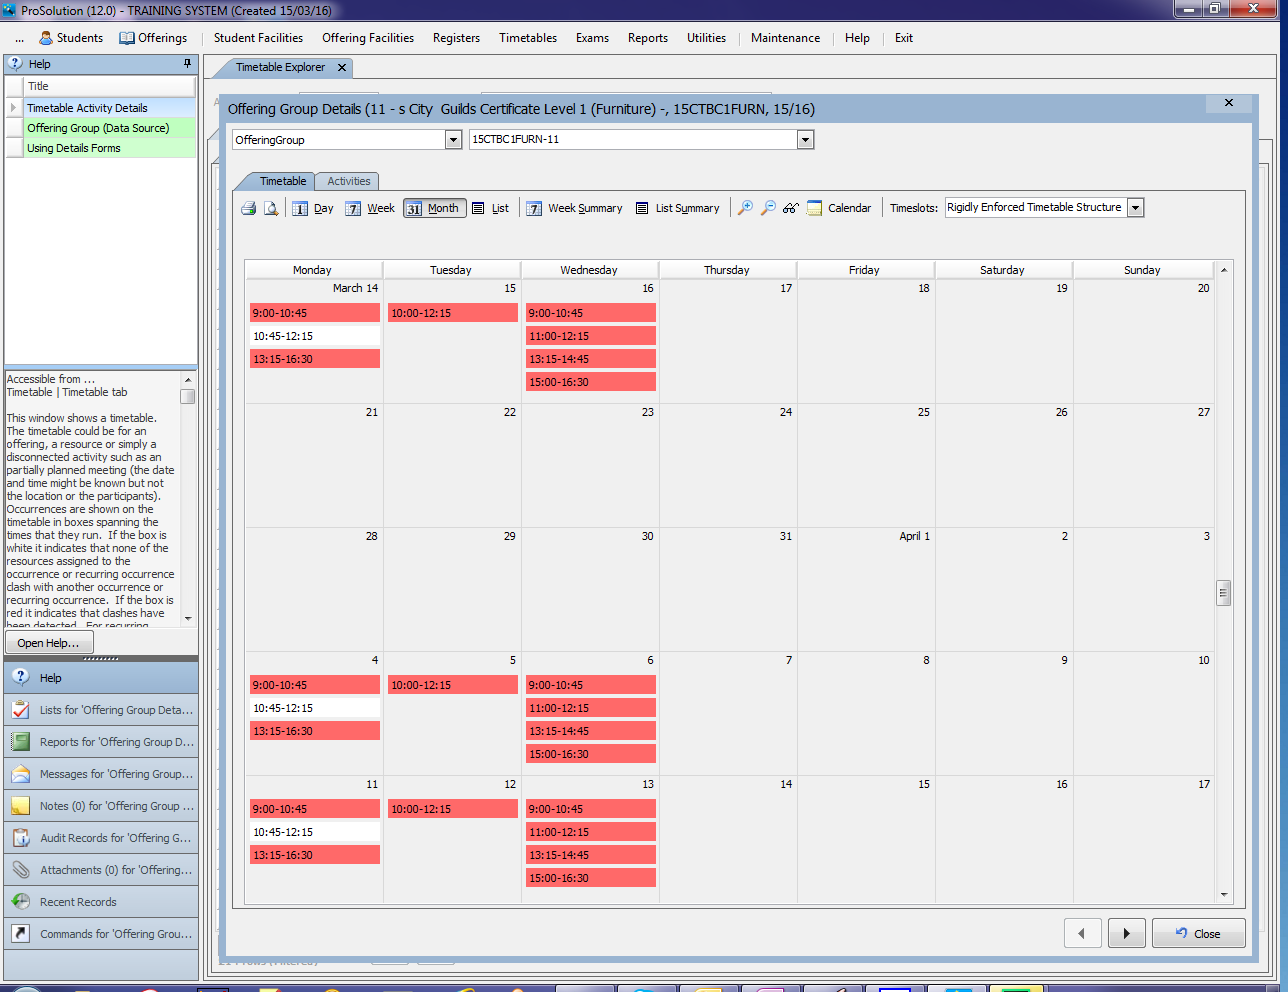 ProSolution (12.0) - TRAINING SYSTEM (Created 15/03/16)
... Students Offerings Student Facilities Offering Facilities Registers Timetables Exams Reports Utilities Maintenance Help Exit
Help
Title
Timetable Activity Details
Offering Group (Data Source)
Using Details Forms
Accessible from ...
Timetable | Timetable tab
This window shows a timetable.
The timetable could be for an
offering, a resource or simply a
disconnected activity such as an
partially planned meeting (the date
and time might be known but not
the location or the participants).
Occurrences are shown on the
timetable in boxes spanning the
times that they run. If the box is
white it indicates that none of the
resources assigned to the
occurrence or recurring occurrence
clash with another occurrence or
recurring occurrence. If the box is
red it indicates that clashes have
been detected. For recurring
Open Help...
Help
Lists for 'Offering Group Deta...
Reports for 'Offering Group D...
Messages for 'Offering Group...
Notes (0) for 'Offering Group ...
Audit Records for 'Offering G...
Attachments (0) for 'Offering...
Recent Records
Commands for 'Offering Grou...
Timetable Explorer
Offering Group Details (11 - s City Guilds Certificate Level 1 (Furniture) -, 15CTBC1FURN, 15/16)
OfferingGroup 15CTBC1FURN-11
Timetable Activities
1 Day 7 Week 31 Month List 7 Week Summary List Summary Calendar Timeslots: Rigidly Enforced Timetable Structure
Monday Tuesday Wednesday Thursday Friday Saturday Sunday
March 14 15 16 17 18 19 20
9:00-10:45 10:00-12:15 9:00-10:45
10:45-12:15 11:00-12:15
13:15-16:30 13:15-14:45
15:00-16:30
21 22 23 24 25 26 27
28 29 30 31 April 1 2 3
4 5 6 7 8 9 10
9:00-10:45 10:00-12:15 9:00-10:45
10:45-12:15 11:00-12:15
13:15-16:30 13:15-14:45
15:00-16:30
11 12 13 14 15 16 17
9:00-10:45 10:00-12:15 9:00-10:45
10:45-12:15 11:00-12:15
13:15-16:30 13:15-14:45
15:00-16:30
Close